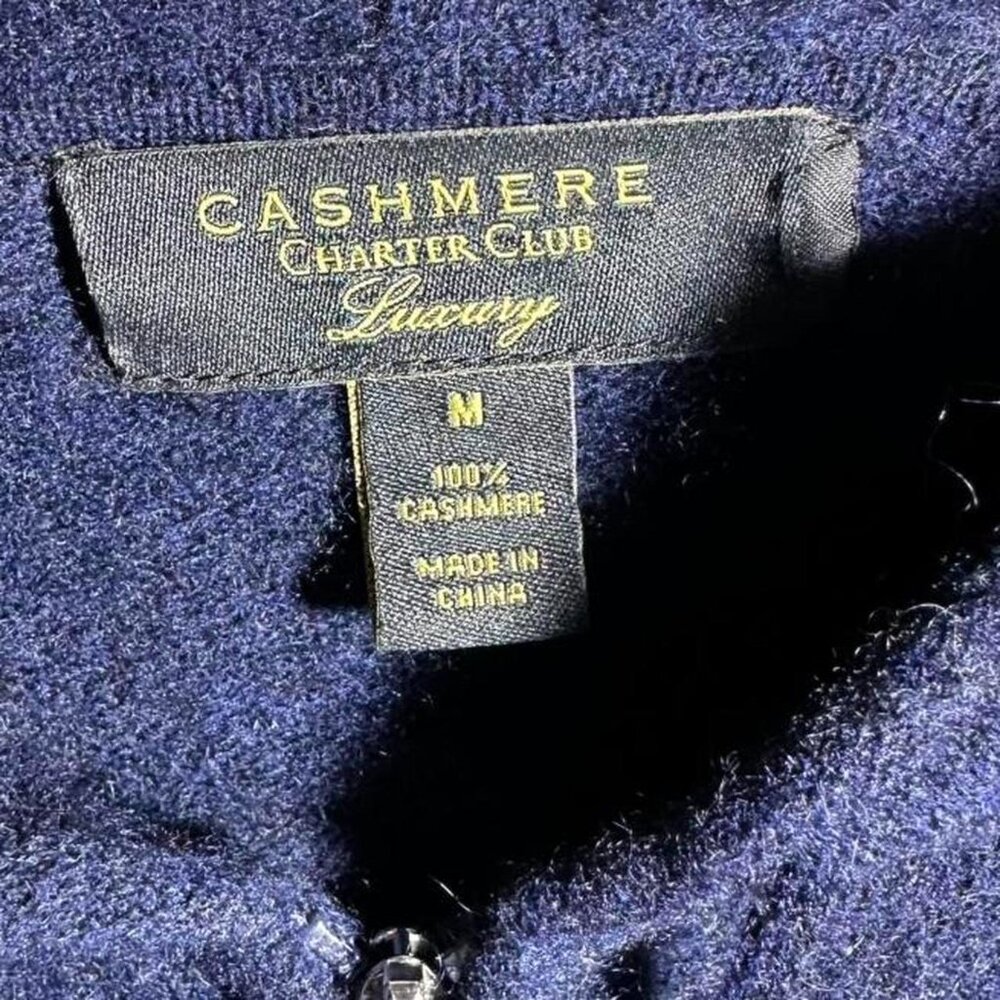 CASHMERE
CHARTER CLUB
Luxury
M
100%
CASHMERE
MADE IN
CHINA